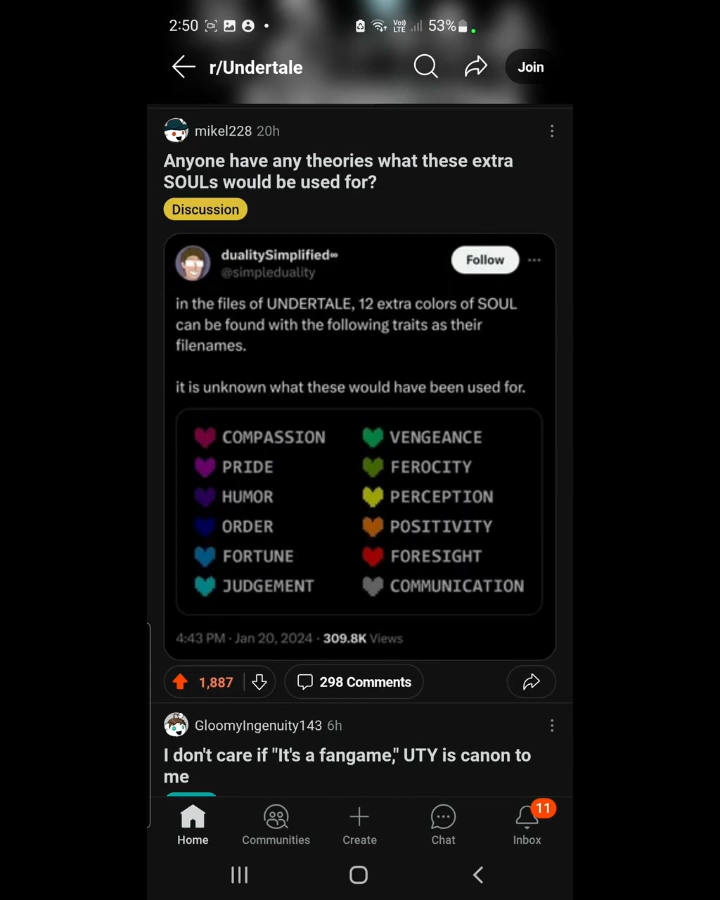 2:50 Vo)) LTE 53%
r/Undertale Join
mikel228 20h
Anyone have any theories what these extra
SOULs would be used for?
Discussion
dualitySimplified∞ Follow
@simpleduality
in the files of UNDERTALE, 12 extra colors of SOUL
can be found with the following traits as their
filenames.
it is unknown what these would have been used for.
COMPASSION VENGEANCE
PRIDE FEROCITY
HUMOR PERCEPTION
ORDER POSITIVITY
FORTUNE FORESIGHT
JUDGEMENT COMMUNICATION
4:43 PM · Jan 20, 2024 · 309.8K Views
1,887 298 Comments
GloomyIngenuity143 6h
I don't care if "It's a fangame," UTY is canon to
me
11
Home Communities Create Chat Inbox